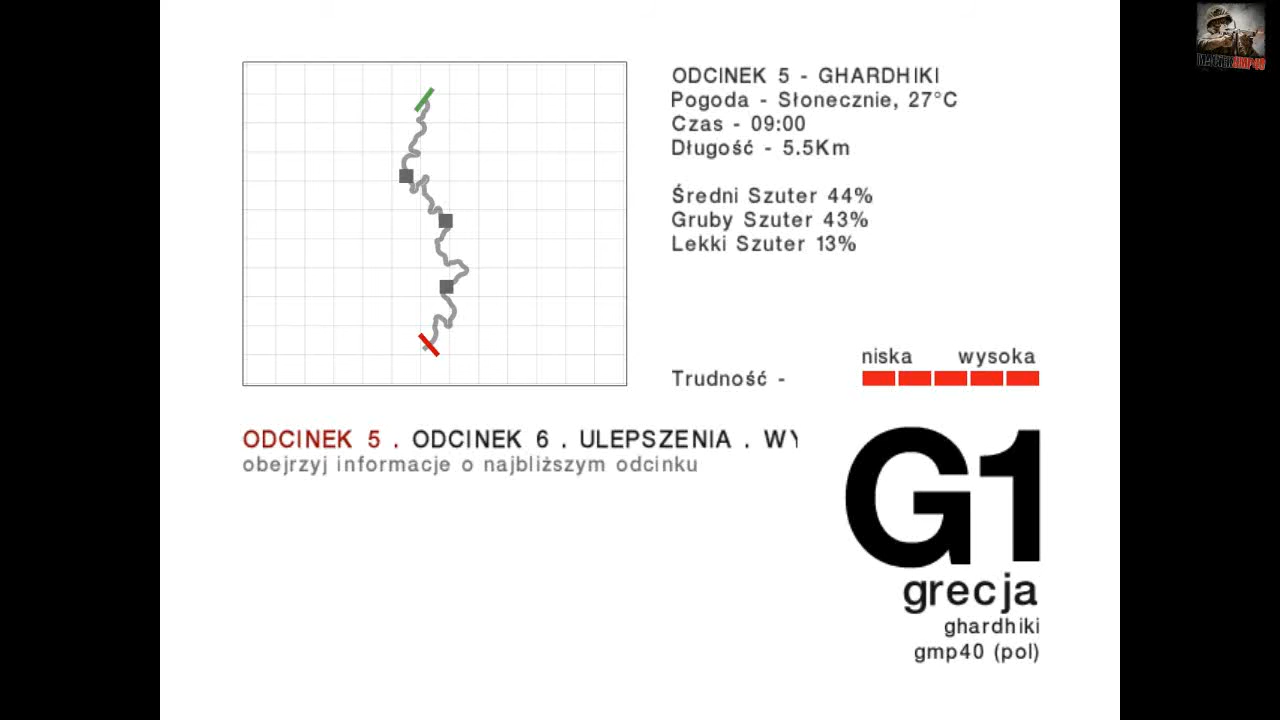 ODCINEK 5 - GHARDHIKI
Pogoda - Słonecznie, 27°C
Czas - 09:00
Długość - 5.5Km
Średni Szuter 44%
Gruby Szuter 43%
Lekki Szuter 13%
niska wysoka
Trudność -
ODCINEK 5 . ODCINEK 6 . ULEPSZENIA . WY
obejrzyj informacje o najbliższym odcinku
G1
grecja
ghardhiki
gmp40 (pol)